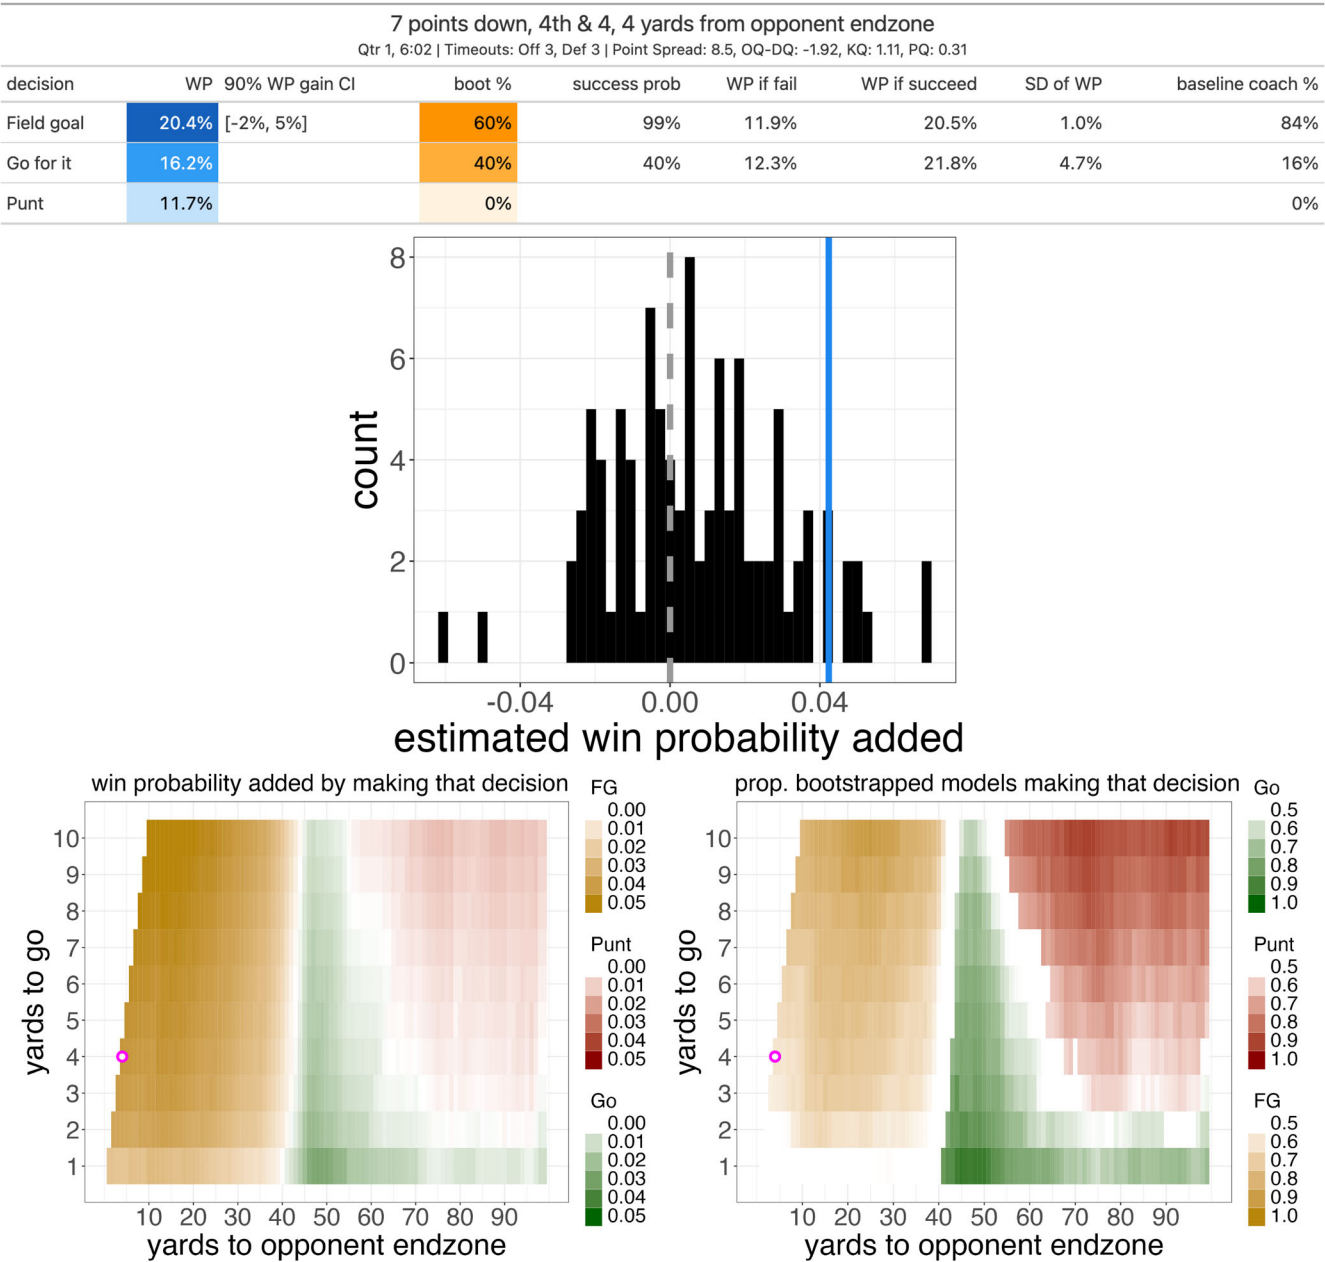 7 points down, 4th & 4, 4 yards from opponent endzone
Qtr 1, 6:02 | Timeouts: Off 3, Def 3 | Point Spread: 8.5, OQ-DQ: -1.92, KQ: 1.11, PQ: 0.31
decision WP 90% WP gain CI boot % success prob WP if fail WP if succeed SD of WP baseline coach %
Field goal 20.4% [-2%, 5%] 60% 99% 11.9% 20.5% 1.0% 84%
Go for it 16.2% 40% 40% 12.3% 21.8% 4.7% 16%
Punt 11.7% 0% 0%
8
6
4
2
0
count
-0.04 0.00 0.04
estimated win probability added
win probability added by making that decision
10
9
8
7
6
5
4
3
2
1
yards to go
10 20 30 40 50 60 70 80 90
yards to opponent endzone
FG
0.00
0.01
0.02
0.03
0.04
0.05
Punt
0.00
0.01
0.02
0.03
0.04
0.05
Go
0.00
0.01
0.02
0.03
0.04
0.05
prop. bootstrapped models making that decision
10
9
8
7
6
5
4
3
2
1
yards to go
10 20 30 40 50 60 70 80 90
yards to opponent endzone
Go
0.5
0.6
0.7
0.8
0.9
1.0
Punt
0.5
0.6
0.7
0.8
0.9
1.0
FG
0.5
0.6
0.7
0.8
0.9
1.0